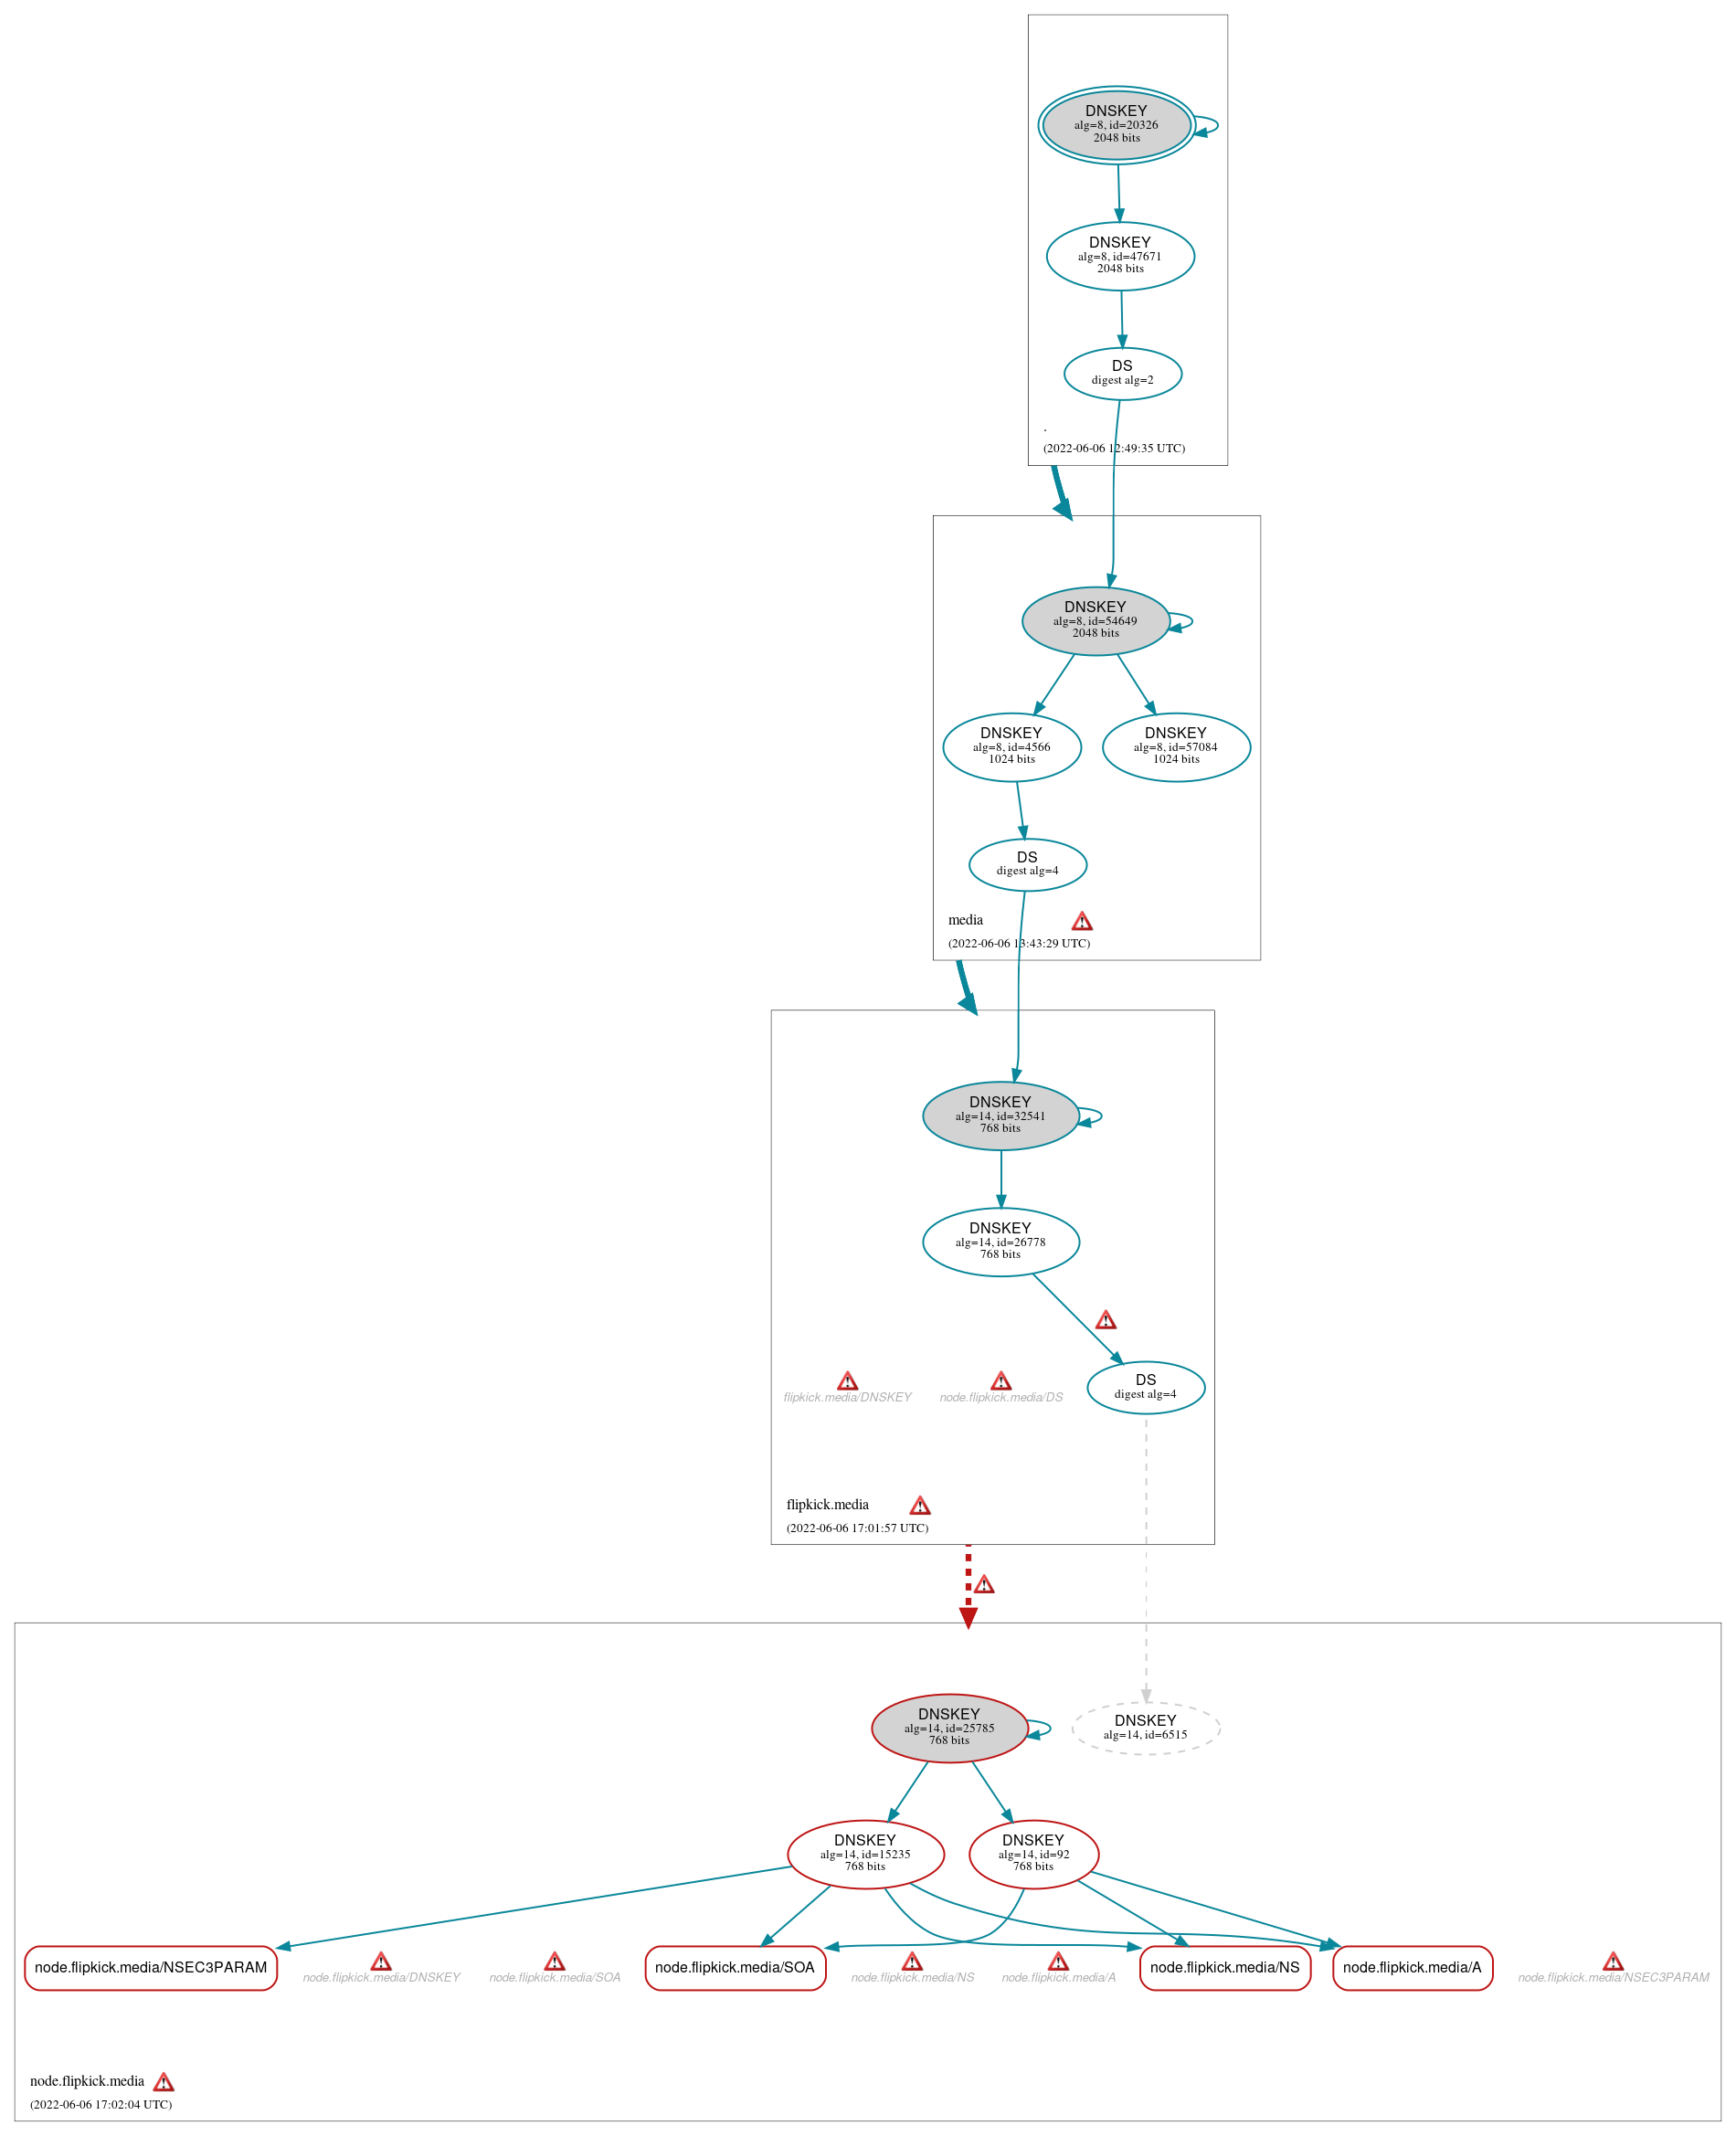 DNSKEY
alg=8, id=20326
2048 bits
DNSKEY
alg=8, id=47671
2048 bits
DS
digest alg=2
.
(2022-06-06 12:49:35 UTC)
DNSKEY
alg=8, id=54649
2048 bits
DNSKEY
alg=8, id=4566
1024 bits
DNSKEY
alg=8, id=57084
1024 bits
DS
digest alg=4
media
(2022-06-06 13:43:29 UTC)
DNSKEY
alg=14, id=32541
768 bits
DNSKEY
alg=14, id=26778
768 bits
flipkick.media/DNSKEY
node.flipkick.media/DS
DS
digest alg=4
flipkick.media
(2022-06-06 17:01:57 UTC)
DNSKEY
alg=14, id=25785
768 bits
DNSKEY
alg=14, id=6515
DNSKEY
alg=14, id=15235
768 bits
DNSKEY
alg=14, id=92
768 bits
node.flipkick.media/NSEC3PARAM
node.flipkick.media/DNSKEY
node.flipkick.media/SOA
node.flipkick.media/SOA
node.flipkick.media/NS
node.flipkick.media/A
node.flipkick.media/NS
node.flipkick.media/A
node.flipkick.media/NSEC3PARAM
node.flipkick.media
(2022-06-06 17:02:04 UTC)